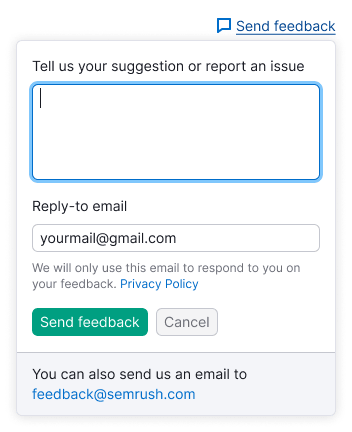 Send feedback
Tell us your suggestion or report an issue
Reply-to email
yourmail@gmail.com
We will only use this email to respond to you on
your feedback. Privacy Policy
Send feedback
Cancel
You can also send us an email to
feedback@semrush.com